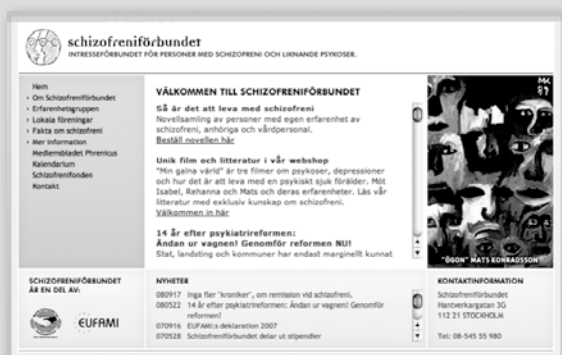 schizofreniförbundet
INTRESSEFÖRBUNDET FÖR PERSONER MED SCHIZOFRENI OCH LIKNANDE PSYKOSER.
Hem
Om Schizofreniförbundet
Erfarenhetsgruppen
Lokala föreningar
Fakta om schizofreni
Mer information
Medlemsbladet Phrenicus
Kalendarium
Schizofrenifonden
Kontakt
VÄLKOMMEN TILL SCHIZOFRENIFÖRBUNDET
Så är det att leva med schizofreni
Novellsamling av personer med egen erfarenhet av
schizofreni, anhöriga och vårdpersonal.
Beställ novellen här
Unik film och litteratur i vår webshop
"Min galna värld" är tre filmer om psykoser, depressioner
och hur det är att leva med en psykiskt sjuk förälder. Möt
Isabel, Rehanna och Mats och deras erfarenheter. Läs vår
litteratur med exklusiv kunskap om schizofreni.
Välkommen in här
14 år efter psykiatrireformen:
Ändan ur vagnen! Genomför reformen NU!
Stat, landsting och kommuner har endast marginellt kunnat
MK
89
"ÖGON" MATS KONRADSSON
SCHIZOFRENIFÖRBUNDET
ÄR EN DEL AV:
EUFAMI
NYHETER
080917 Inga fler "kroniker", om remission vid schizofreni.
080522 14 år efter psykiatrireformen: Ändan ur vagnen! Genomför
reformen!
070916 EUFAMI:s deklaration 2007
070528 Schizofreniförbundet delar ut stipendier
KONTAKTINFORMATION
Schizofreniförbundet
Hantverkargatan 3G
112 21 STOCKHOLM
Tel: 08-545 55 980